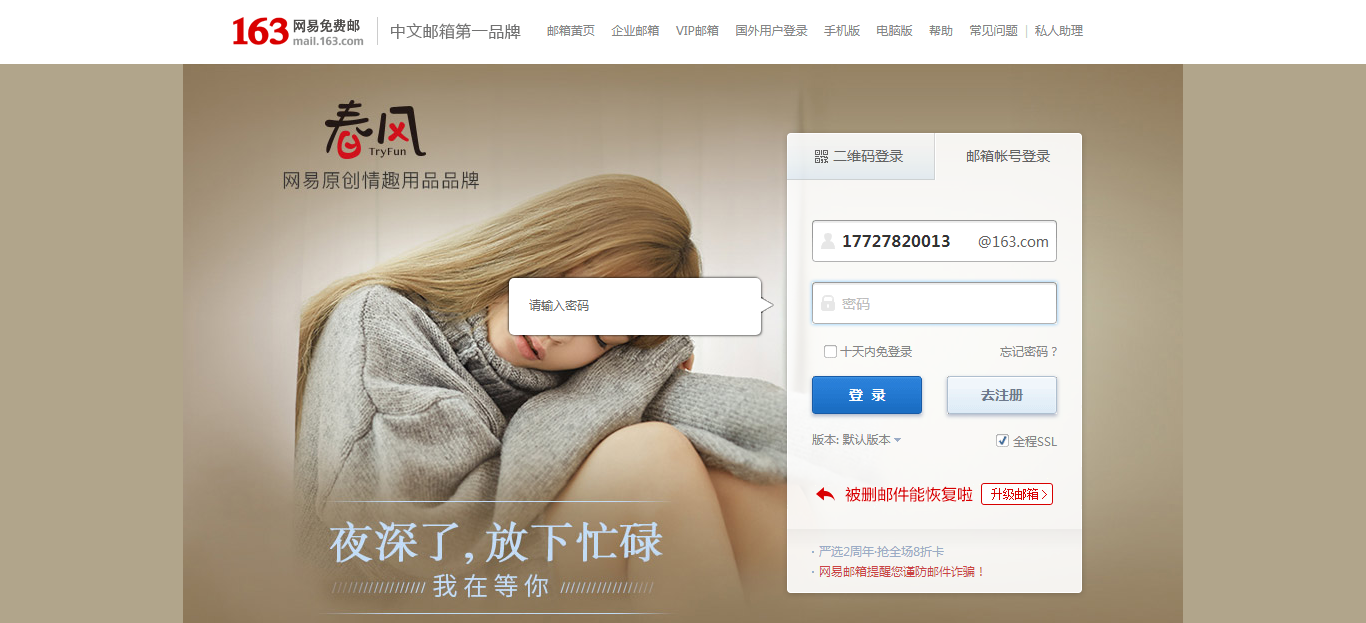 163 网易免费邮
mail.163.com
中文邮箱第一品牌
邮箱黄页 企业邮箱 VIP邮箱 国外用户登录 手机版 电脑版 帮助 常见问题 | 私人助理
春风
TryFun
网易原创情趣用品品牌
二维码登录 邮箱帐号登录
17727820013 @163.com
请输入密码
密码
十天内免登录 忘记密码?
登 录 去注册
版本: 默认版本 全程SSL
被删邮件能恢复啦 升级邮箱>
夜深了,放下忙碌
我在等你
· 严选2周年·抢全场8折卡
· 网易邮箱提醒您谨防邮件诈骗!